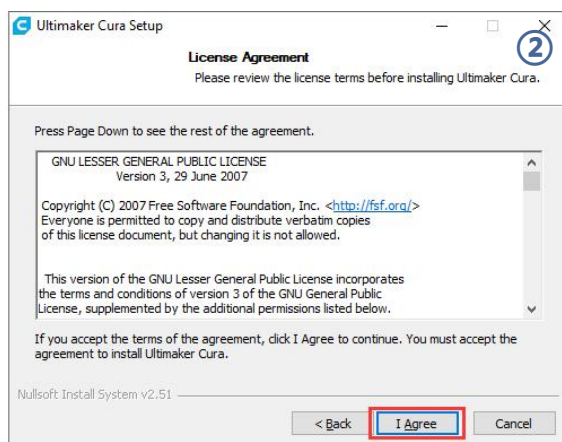 Ultimaker Cura Setup
②
License Agreement
Please review the license terms before installing Ultimaker Cura.
Press Page Down to see the rest of the agreement.
GNU LESSER GENERAL PUBLIC LICENSE
Version 3, 29 June 2007
Copyright (C) 2007 Free Software Foundation, Inc. <http://fsf.org/>
Everyone is permitted to copy and distribute verbatim copies
of this license document, but changing it is not allowed.
This version of the GNU Lesser General Public License incorporates
the terms and conditions of version 3 of the GNU General Public
License, supplemented by the additional permissions listed below.
If you accept the terms of the agreement, click I Agree to continue. You must accept the
agreement to install Ultimaker Cura.
Nullsoft Install System v2.51
< Back I Agree Cancel